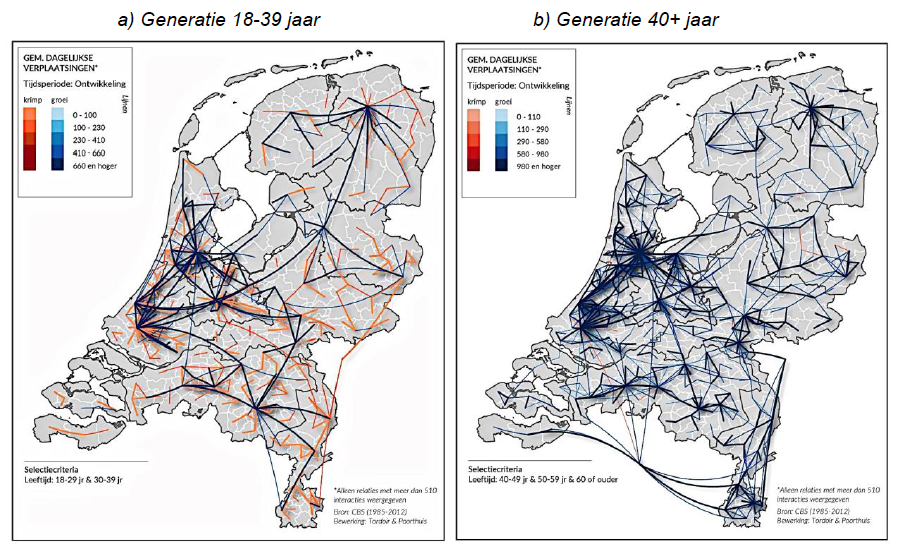 a) Generatie 18-39 jaar
GEM. DAGELIJKSE
VERPLAATSINGEN*
Tijdsperiode: Ontwikkeling
krimp groei
Lijnen
0 - 100
100 - 230
230 - 410
410 - 660
660 en hoger
Selectiecriteria
Leeftijd: 18-29 jr & 30-39 jr
*Alleen relaties met meer dan 510
interacties weergegeven
Bron: CBS (1985-2012)
Bewerking: Tordoir & Poorthuis
b) Generatie 40+ jaar
GEM. DAGELIJKSE
VERPLAATSINGEN*
Tijdsperiode: Ontwikkeling
krimp groei
Lijnen
0 - 110
110 - 290
290 - 580
580 - 980
980 en hoger
Selectiecriteria
Leeftijd: 40-49 jr & 50-59 jr & 60 of ouder
*Alleen relaties met meer dan 510
interacties weergegeven
Bron: CBS (1985-2012)
Bewerking: Tordoir & Poorthuis